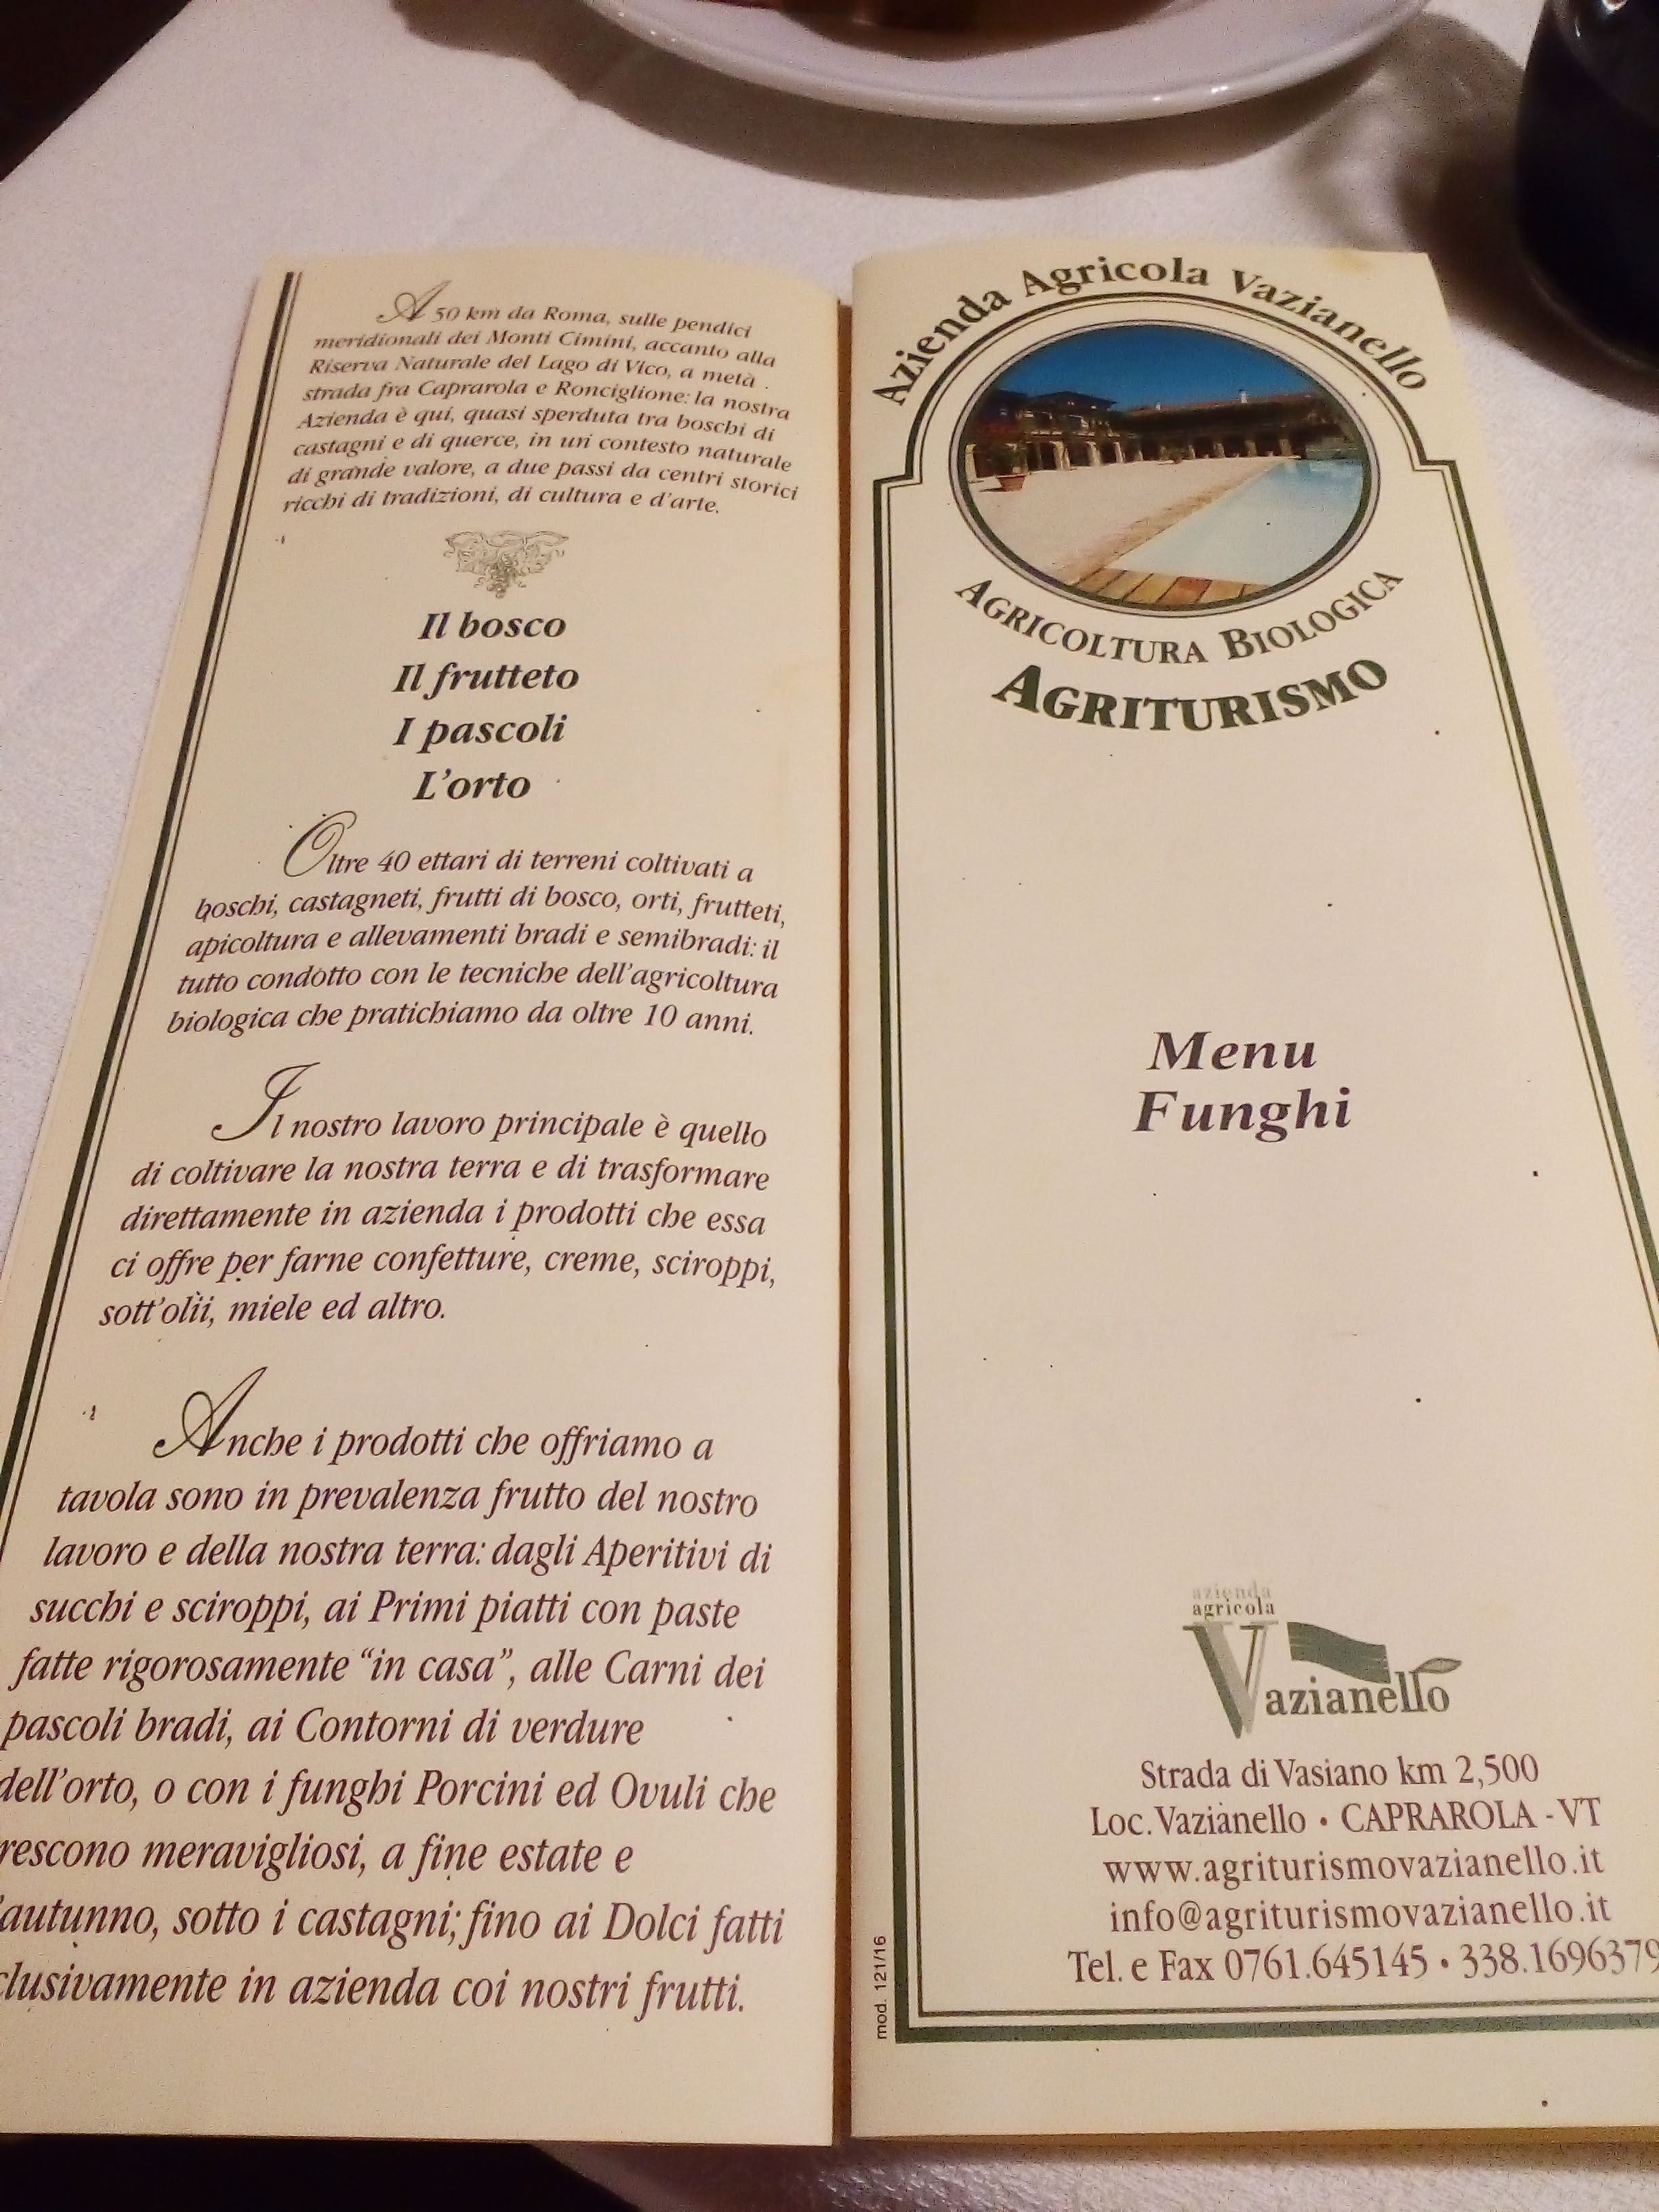 A 50 km da Roma, sulle pendici
meridionali dei Monti Cimini, accanto alla
Riserva Naturale del Lago di Vico, a metà
strada fra Caprarola e Ronciglione: la nostra
Azienda è qui, quasi sperduta tra boschi di
castagni e di querce, in un contesto naturale
di grande valore, a due passi da centri storici
ricchi di tradizioni, di cultura e d'arte.
Il bosco
Il frutteto
I pascoli
L'orto
Oltre 40 ettari di terreni coltivati a
boschi, castagneti, frutti di bosco, orti, frutteti,
apicoltura e allevamenti bradi e semibradi: il
tutto condotto con le tecniche dell'agricoltura
biologica che pratichiamo da oltre 10 anni.
Il nostro lavoro principale è quello
di coltivare la nostra terra e di trasformare
direttamente in azienda i prodotti che essa
ci offre per farne confetture, creme, sciroppi,
sott'olii, miele ed altro.
Anche i prodotti che offriamo a
tavola sono in prevalenza frutto del nostro
lavoro e della nostra terra: dagli Aperitivi di
succhi e sciroppi, ai Primi piatti con paste
fatte rigorosamente “in casa”, alle Carni dei
pascoli bradi, ai Contorni di verdure
dell'orto, o con i funghi Porcini ed Ovuli che
rescono meravigliosi, a fine estate e
'autunno, sotto i castagni; fino ai Dolci fatti
clusivamente in azienda coi nostri frutti.
Azienda Agricola Vazianello
AGRICOLTURA BIOLOGICA
AGRITURISMO
Menu
Funghi
azienda
agricola
Vazianello
Strada di Vasiano km 2,500
Loc. Vazianello • CAPRAROLA - VT
www.agriturismovazianello.it
info@agriturismovazianello.it
Tel. e Fax 0761.645145 • 338.1696379
mod. 121/16